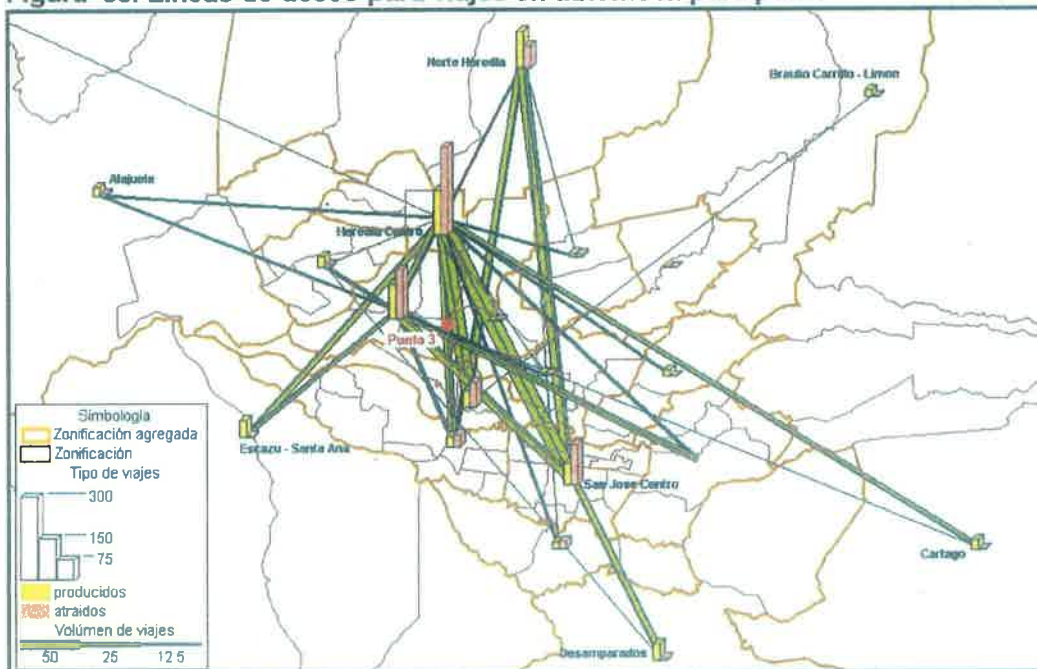 Norte Heredia
Braulio Carrillo - Limon
Alajuela
Heredia Centro
Punto 3
Escazu - Santa Ana
San Jose Centro
Cartago
Desamparados
Simbología
Zonificación agregada
Zonificación
Tipo de viajes
300
150
75
producidos
atraidos
Volúmen de viajes
50 25 12.5